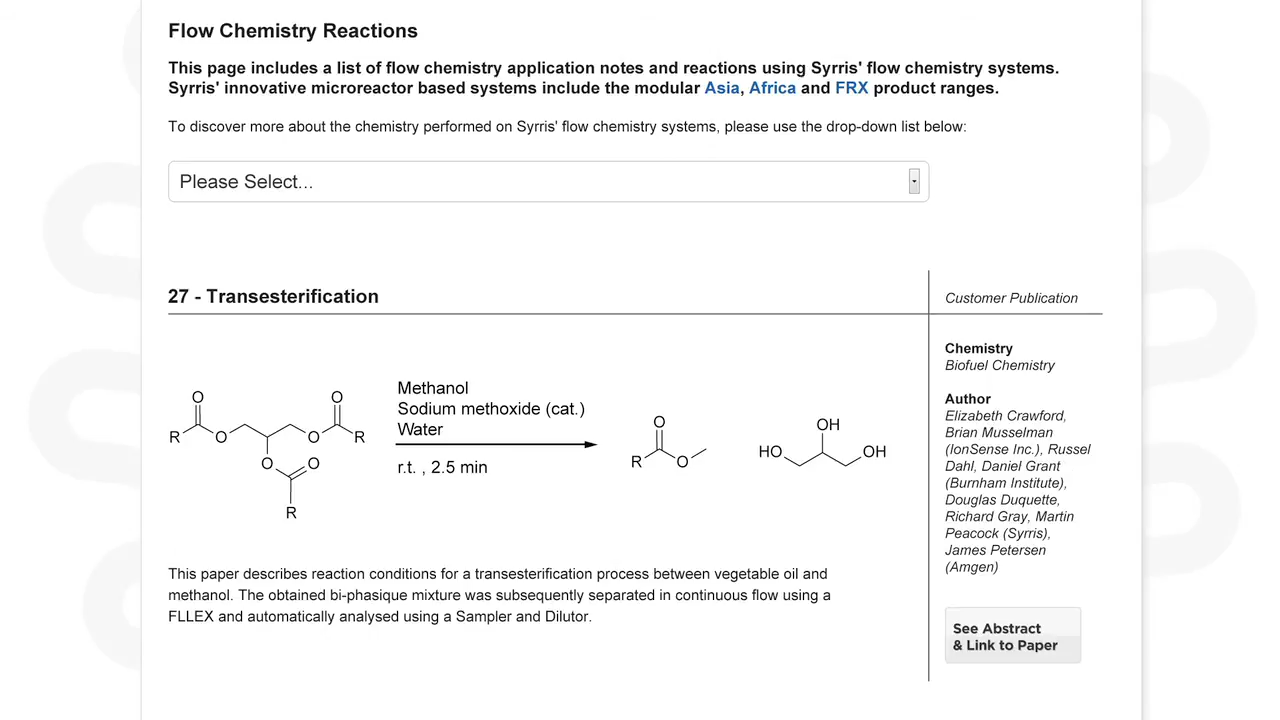 Flow Chemistry Reactions
This page includes a list of flow chemistry application notes and reactions using Syrris' flow chemistry systems.
Syrris' innovative microreactor based systems include the modular Asia, Africa and FRX product ranges.
To discover more about the chemistry performed on Syrris' flow chemistry systems, please use the drop-down list below:
Please Select...
27 - Transesterification
Customer Publication
O
O
R
O
O
R
O
O
R
Methanol
Sodium methoxide (cat.)
Water
r.t. , 2.5 min
O
R
O
OH
HO
OH
This paper describes reaction conditions for a transesterification process between vegetable oil and
methanol. The obtained bi-phasique mixture was subsequently separated in continuous flow using a
FLLEX and automatically analysed using a Sampler and Dilutor.
Chemistry
Biofuel Chemistry
Author
Elizabeth Crawford,
Brian Musselman
(IonSense Inc.), Russel
Dahl, Daniel Grant
(Burnham Institute),
Douglas Duquette,
Richard Gray, Martin
Peacock (Syrris),
James Petersen
(Amgen)
See Abstract
& Link to Paper